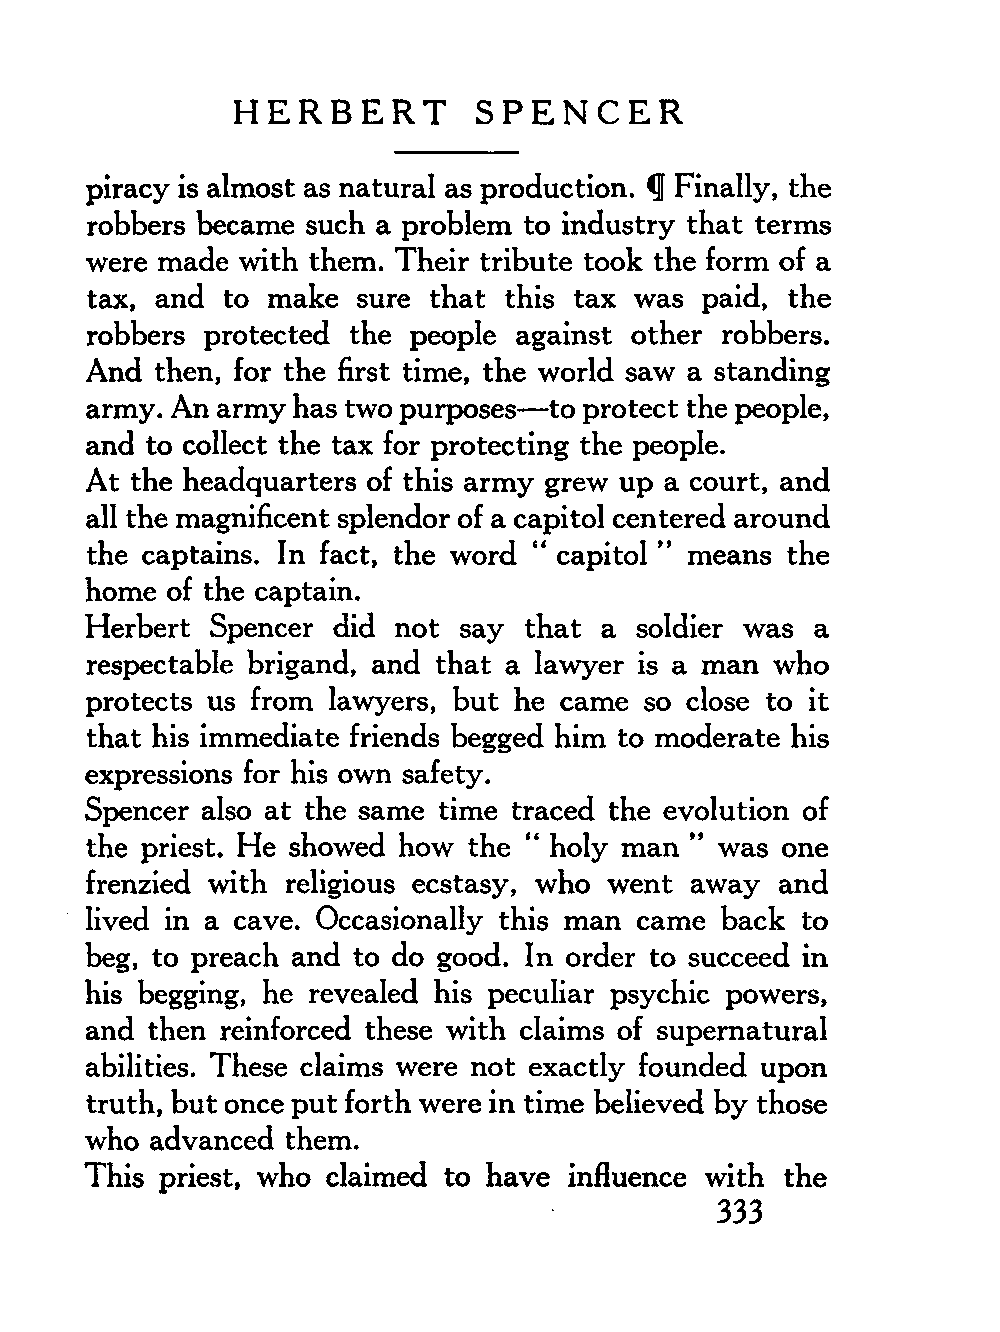 HERBERT SPENCER
piracy is almost as natural as production. ¶ Finally, the
robbers became such a problem to industry that terms
were made with them. Their tribute took the form of a
tax, and to make sure that this tax was paid, the
robbers protected the people against other robbers.
And then, for the first time, the world saw a standing
army. An army has two purposes—to protect the people,
and to collect the tax for protecting the people.
At the headquarters of this army grew up a court, and
all the magnificent splendor of a capitol centered around
the captains. In fact, the word “ capitol ” means the
home of the captain.
Herbert Spencer did not say that a soldier was a
respectable brigand, and that a lawyer is a man who
protects us from lawyers, but he came so close to it
that his immediate friends begged him to moderate his
expressions for his own safety.
Spencer also at the same time traced the evolution of
the priest. He showed how the “ holy man ” was one
frenzied with religious ecstasy, who went away and
lived in a cave. Occasionally this man came back to
beg, to preach and to do good. In order to succeed in
his begging, he revealed his peculiar psychic powers,
and then reinforced these with claims of supernatural
abilities. These claims were not exactly founded upon
truth, but once put forth were in time believed by those
who advanced them.
This priest, who claimed to have influence with the
333